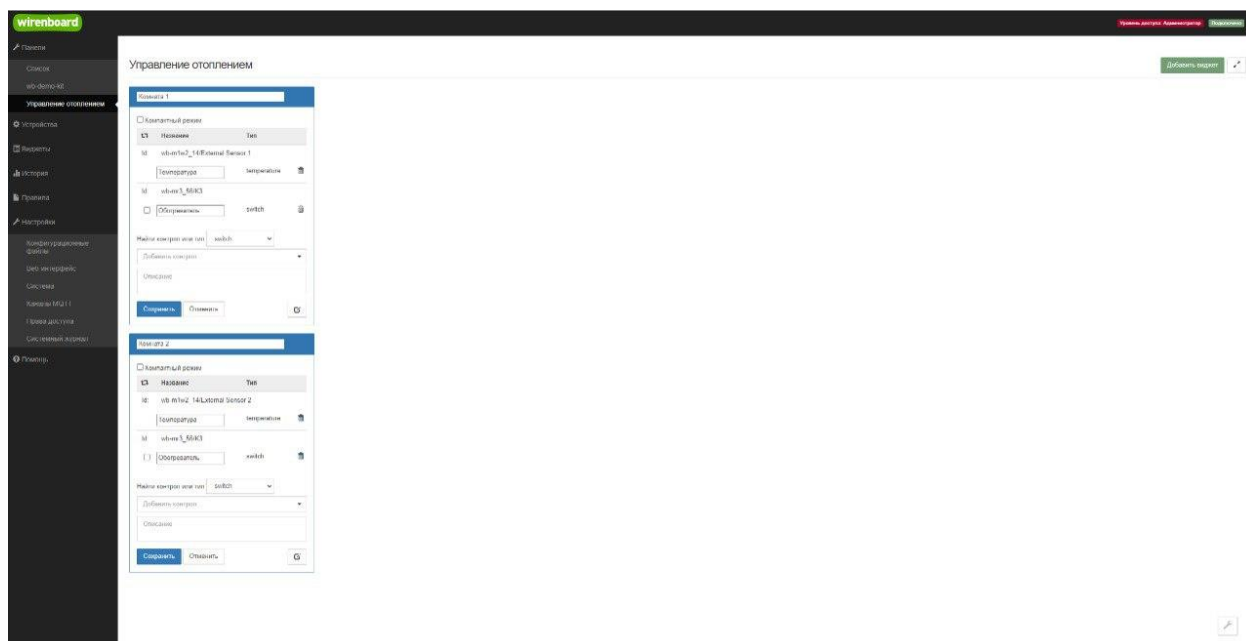 wirenboard
Уровень доступа: Администратор
Подключено
Панели
Список
wb-demo-kit
Управление отоплением
Устройства
Виджеты
История
Правила
Настройки
Конфигурационные
файлы
Веб-интерфейс
Система
Каналы MQTT
Права доступа
Системный журнал
Помощь
Управление отоплением
Добавить виджет
Комната 1
Компактный режим
Название Тип
Id wb-m1w2_14/External Sensor 1
Температура temperature
Id
Обогреватель switch
Найти контрол или тип switch
Добавить контрол
Описание
Сохранить Отменить
Комната 2
Компактный режим
Название Тип
Id wb-m1w2_14/External Sensor 2
Температура temperature
Id
Обогреватель switch
Найти контрол или тип switch
Добавить контрол
Описание
Сохранить Отменить